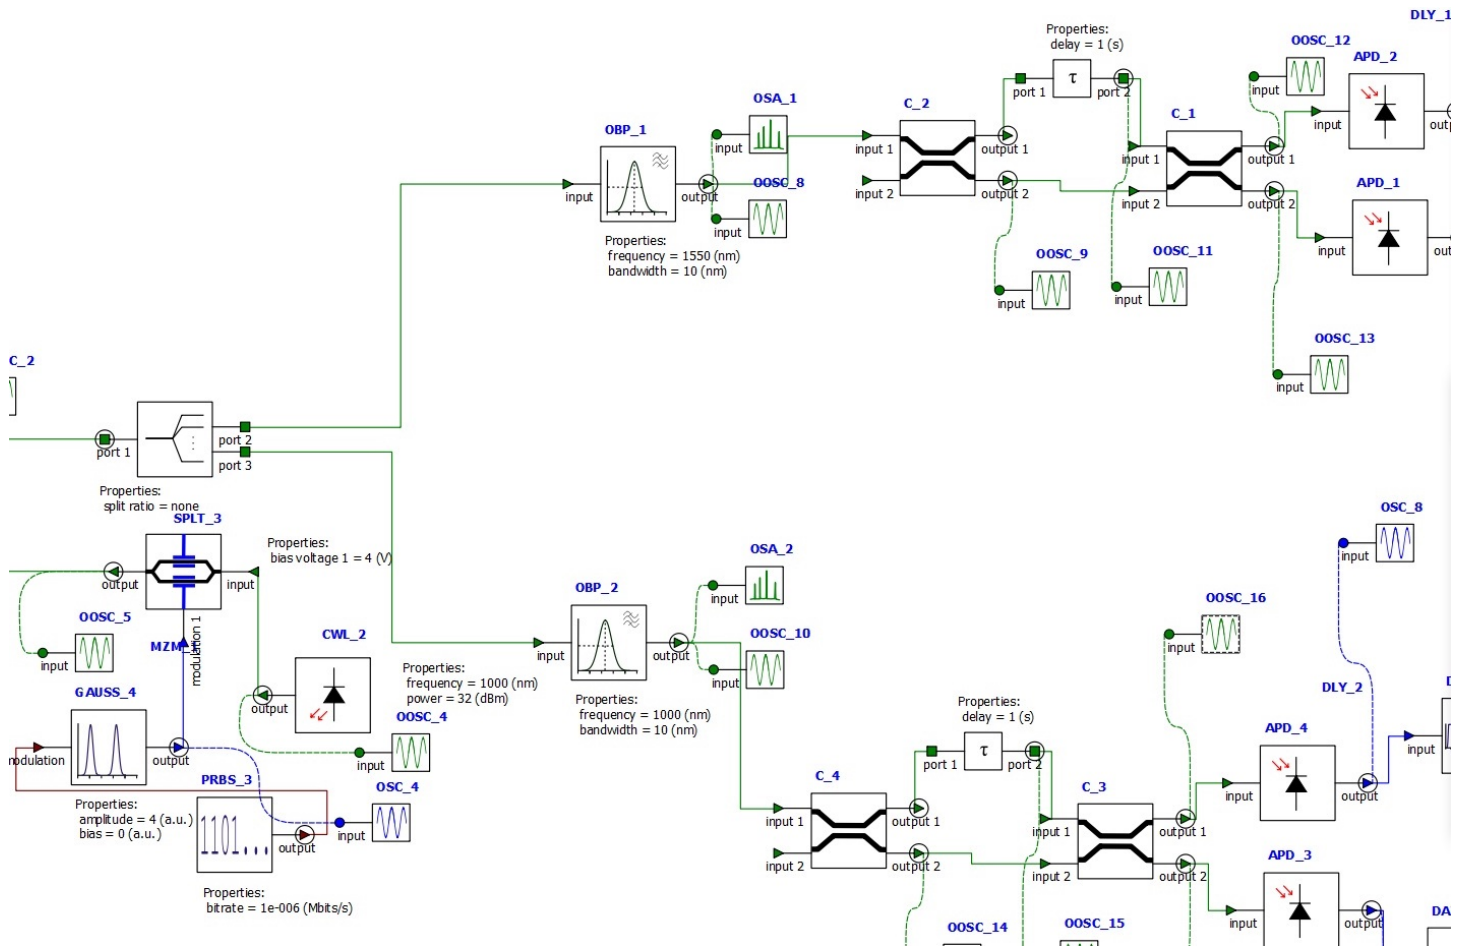 DLY_1
Properties:
delay = 1 (s)
OOSC_12
APD_2
OSA_1
C_2
port 1
τ
port 2
input
C_1
OBP_1
input
input
output
input 1
output 1
input 1
output 1
OOSC_8
APD_1
input
output
input 2
output 2
input 2
output 2
input
Properties:
frequency = 1550 (nm)
bandwidth = 10 (nm)
OOSC_9
OOSC_11
input
out
input
input
OOSC_13
C_2
input
port 1
port 2
port 3
Properties:
split ratio = none
SPLT_3
OSC_8
Properties:
bias voltage 1 = 4 (V)
OSA_2
input
output
input
OBP_2
input
OOSC_16
OOSC_5
modulation 1
CWL_2
OOSC_10
input
MZM
input
output
input
Properties:
frequency = 1000 (nm)
power = 32 (dBm)
GAUSS_4
output
Properties:
frequency = 1000 (nm)
bandwidth = 10 (nm)
DLY_2
Properties:
delay = 1 (s)
OOSC_4
APD_4
modulation
output
input
port 1
τ
port 2
input
PRBS_3
OSC_4
C_4
C_3
input
output
Properties:
amplitude = 4 (a.u.)
bias = 0 (a.u.)
1101...
input
output
input 1
output 1
input 1
output 1
APD_3
input 2
output 2
input 2
output 2
Properties:
bitrate = 1e-006 (Mbits/s)
input
output
OOSC_14
OOSC_15
DA